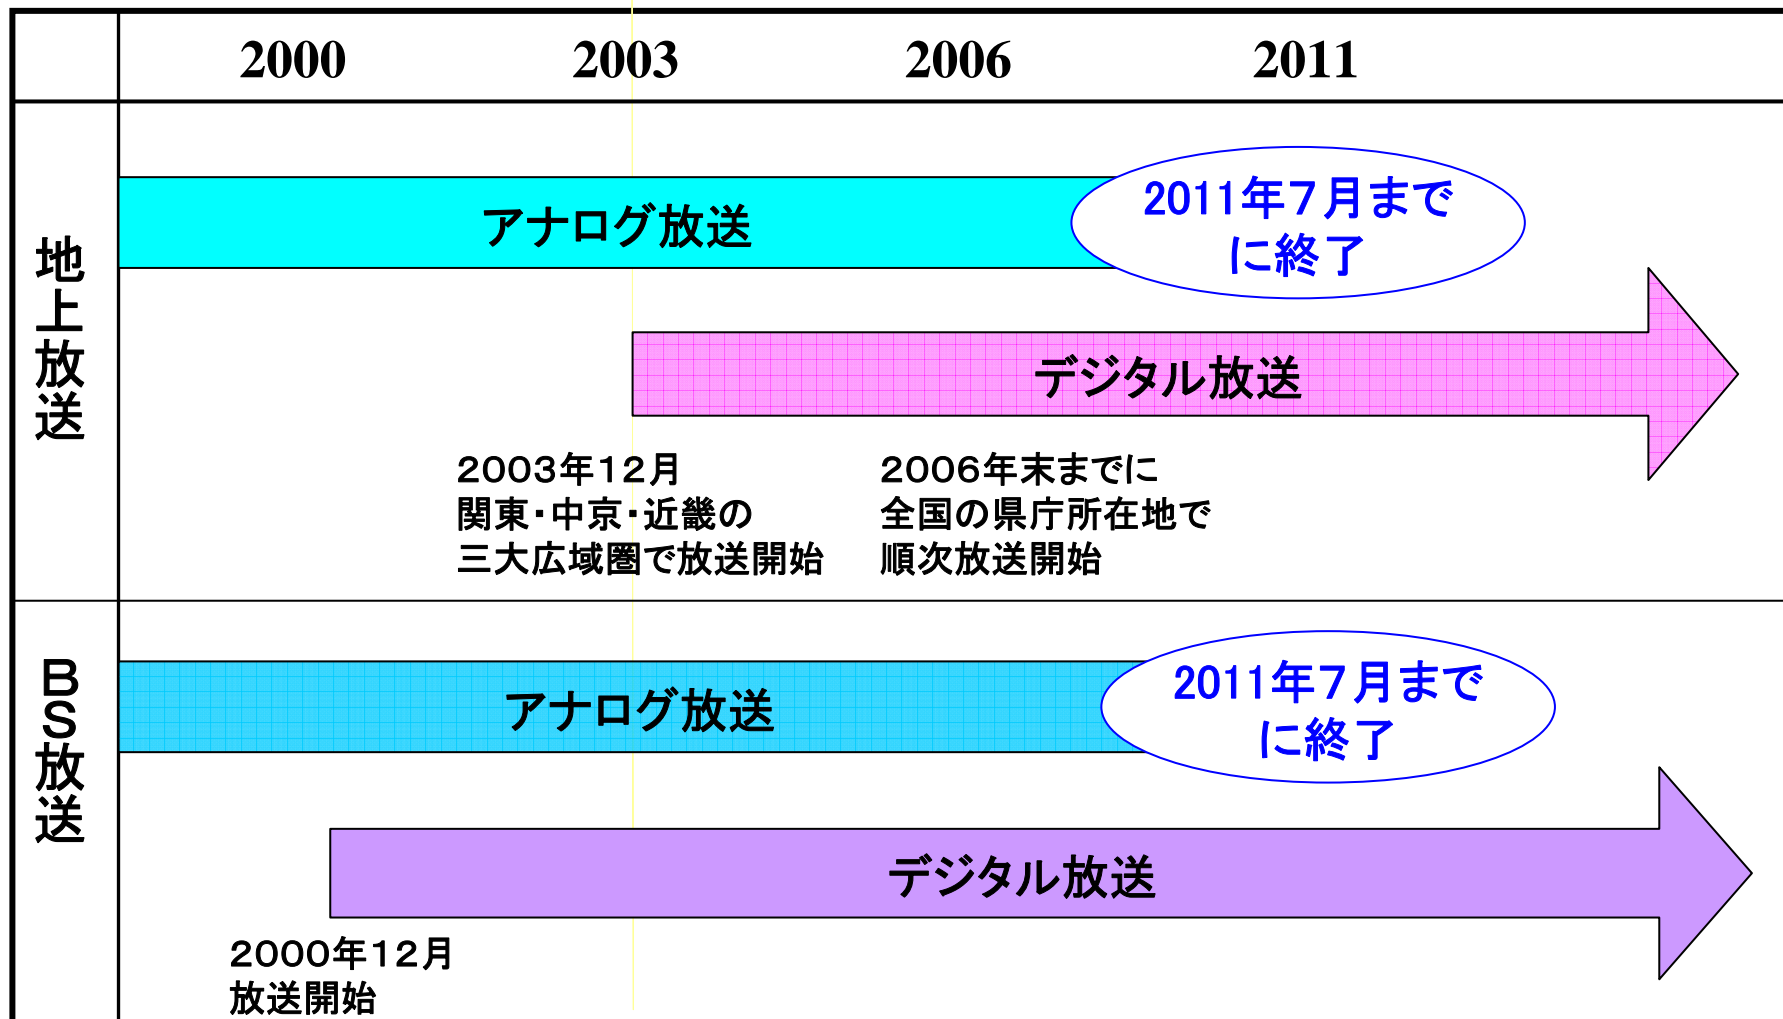 2000 2003 2006 2011
地上放送
アナログ放送
2011年７月まで
に終了
デジタル放送
２００３年１２月
関東・中京・近畿の
三大広域圏で放送開始
２００６年末までに
全国の県庁所在地で
順次放送開始
ＢＳ放送
アナログ放送
2011年７月まで
に終了
デジタル放送
２０００年１２月
放送開始